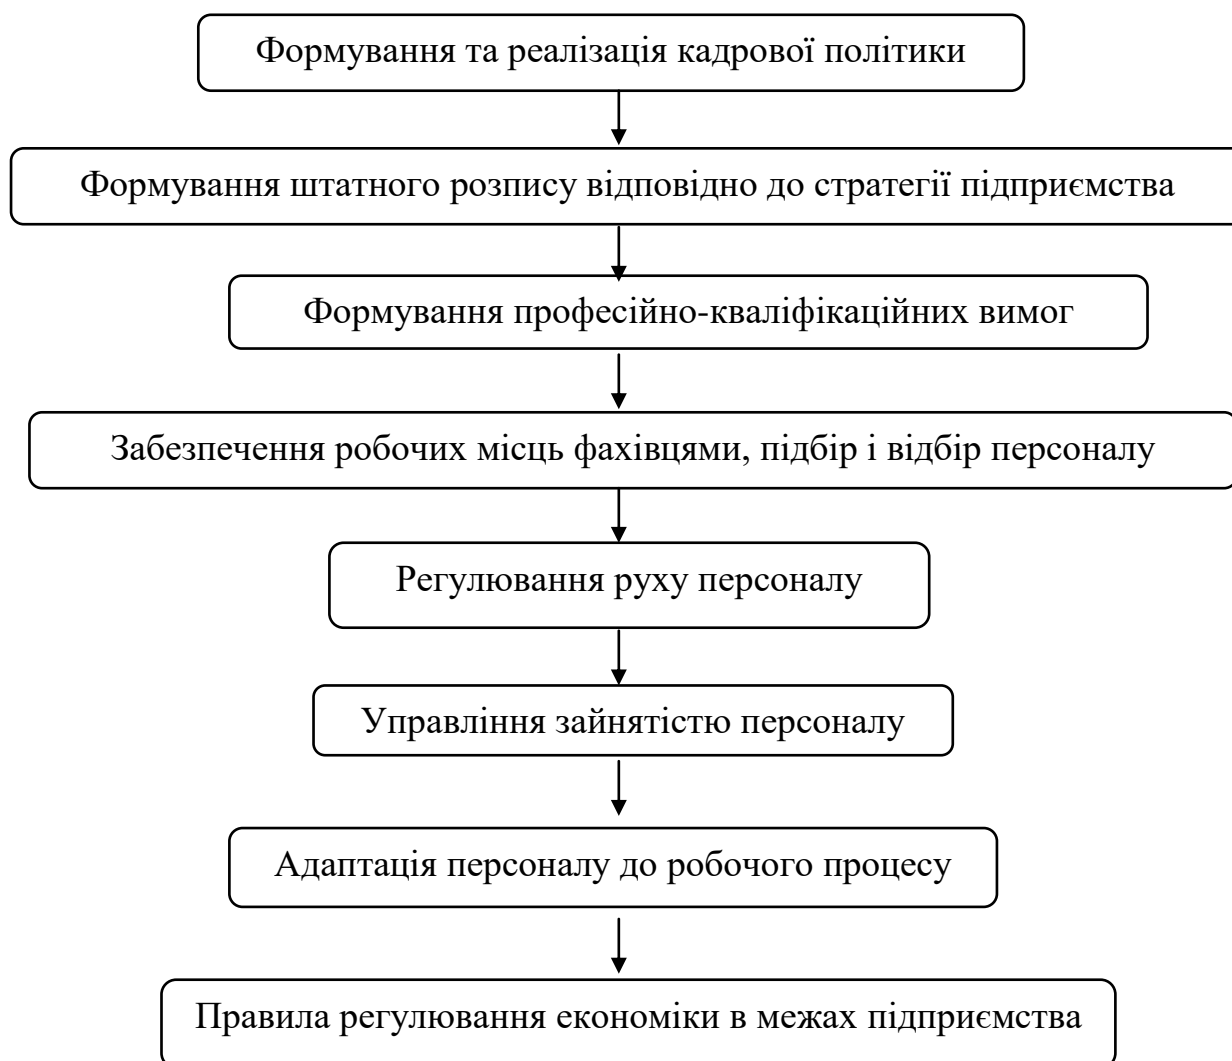 Формування та реалізація кадрової політики
Формування штатного розпису відповідно до стратегії підприємства
Формування професійно-кваліфікаційних вимог
Забезпечення робочих місць фахівцями, підбір і відбір персоналу
Регулювання руху персоналу
Управління зайнятістю персоналу
Адаптація персоналу до робочого процесу
Правила регулювання економіки в межах підприємства